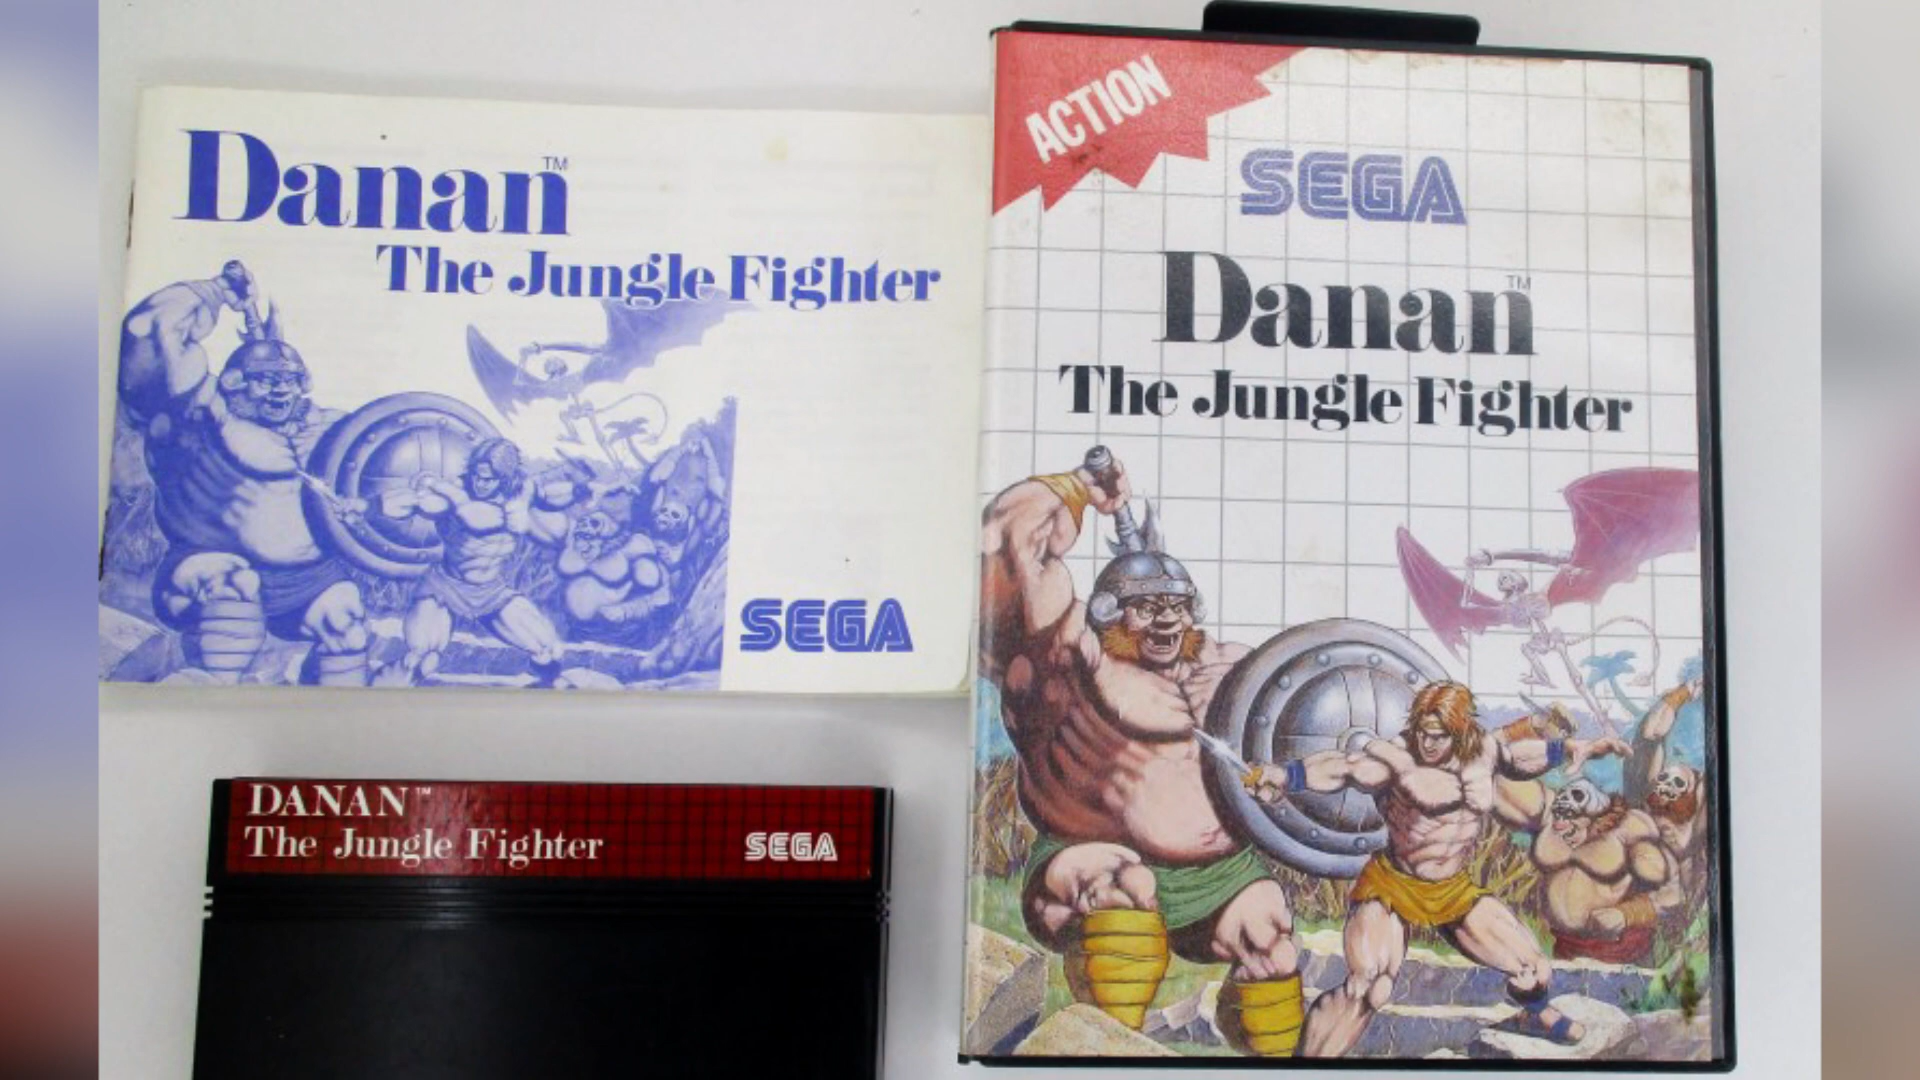 Danan™
The Jungle Fighter
SEGA
ACTION
SEGA
Danan™
The Jungle Fighter
DANAN™
The Jungle Fighter
SEGA